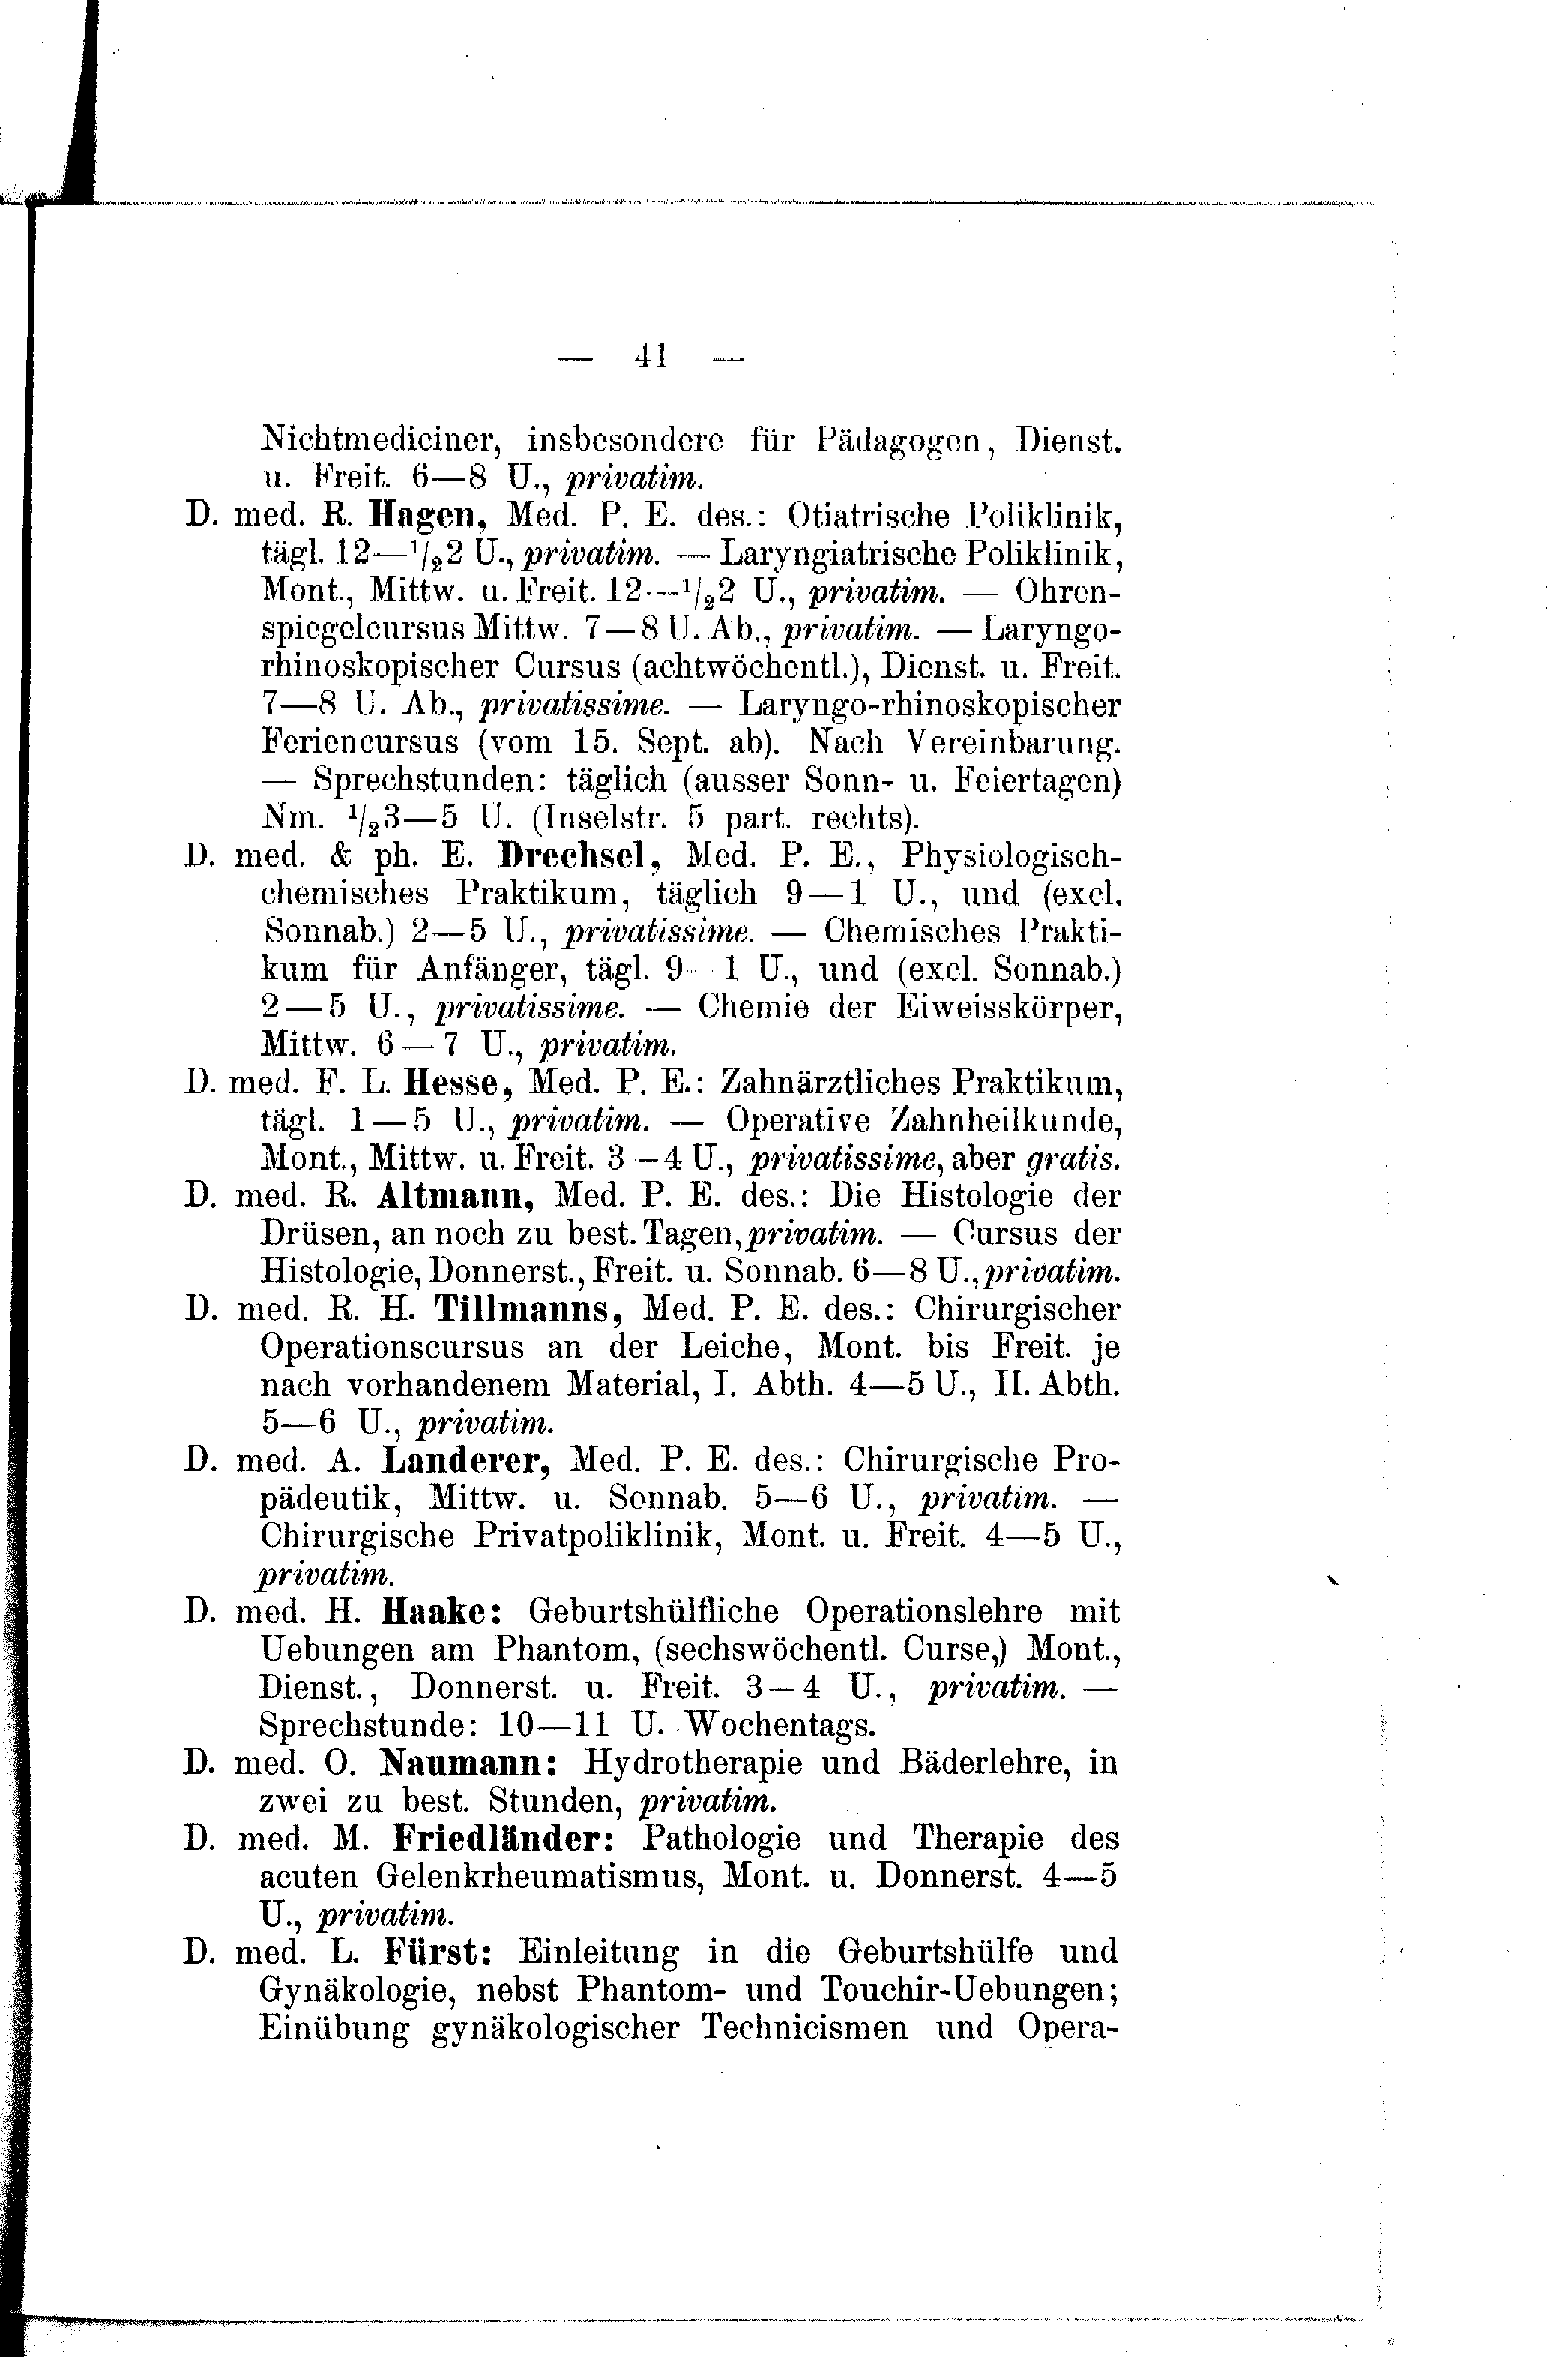 — 41 —
Nichtmediciner, insbesondere für Pädagogen, Dienst.
u. Freit. 6—8 U., privatim.
D. med. R. Hagen, Med. P. E. des.: Otiatrische Poliklinik,
tägl. 12—1/22 U., privatim. — Laryngiatrische Poliklinik,
Mont., Mittw. u. Freit. 12—1/22 U., privatim. — Ohren-
spiegelcursus Mittw. 7—8 U. Ab., privatim. — Laryngo-
rhinoskopischer Cursus (achtwöchentl.), Dienst. u. Freit.
7—8 U. Ab., privatissime. — Laryngo-rhinoskopischer
Feriencursus (vom 15. Sept. ab). Nach Vereinbarung.
— Sprechstunden: täglich (ausser Sonn- u. Feiertagen)
Nm. 1/23—5 U. (Inselstr. 5 part. rechts).
D. med. & ph. E. Drechsel, Med. P. E., Physiologisch-
chemisches Praktikum, täglich 9—1 U., und (excl.
Sonnab.) 2—5 U., privatissime. — Chemisches Prakti-
kum für Anfänger, tägl. 9—1 U., und (excl. Sonnab.)
2—5 U., privatissime. — Chemie der Eiweisskörper,
Mittw. 6—7 U., privatim.
D. med. F. L. Hesse, Med. P. E.: Zahnärztliches Praktikum,
tägl. 1—5 U., privatim. — Operative Zahnheilkunde,
Mont., Mittw. u. Freit. 3—4 U., privatissime, aber gratis.
D. med. R. Altmann, Med. P. E. des.: Die Histologie der
Drüsen, an noch zu best. Tagen, privatim. — Cursus der
Histologie, Donnerst., Freit. u. Sonnab. 6—8 U., privatim.
D. med. R. H. Tillmanns, Med. P. E. des.: Chirurgischer
Operationscursus an der Leiche, Mont. bis Freit. je
nach vorhandenem Material, I. Abth. 4—5 U., II. Abth.
5—6 U., privatim.
D. med. A. Landerer, Med. P. E. des.: Chirurgische Pro-
pädeutik, Mittw. u. Sonnab. 5—6 U., privatim. —
Chirurgische Privatpoliklinik, Mont. u. Freit. 4—5 U.,
privatim.
D. med. H. Haake: Geburtshülfliche Operationslehre mit
Uebungen am Phantom, (sechswöchentl. Curse,) Mont.,
Dienst., Donnerst. u. Freit. 3—4 U., privatim. —
Sprechstunde: 10—11 U. Wochentags.
D. med. O. Naumann: Hydrotherapie und Bäderlehre, in
zwei zu best. Stunden, privatim.
D. med. M. Friedländer: Pathologie und Therapie des
acuten Gelenkrheumatismus, Mont. u. Donnerst. 4—5
U., privatim.
D. med. L. Fürst: Einleitung in die Geburtshülfe und
Gynäkologie, nebst Phantom- und Touchir-Uebungen;
Einübung gynäkologischer Technicismen und Opera-